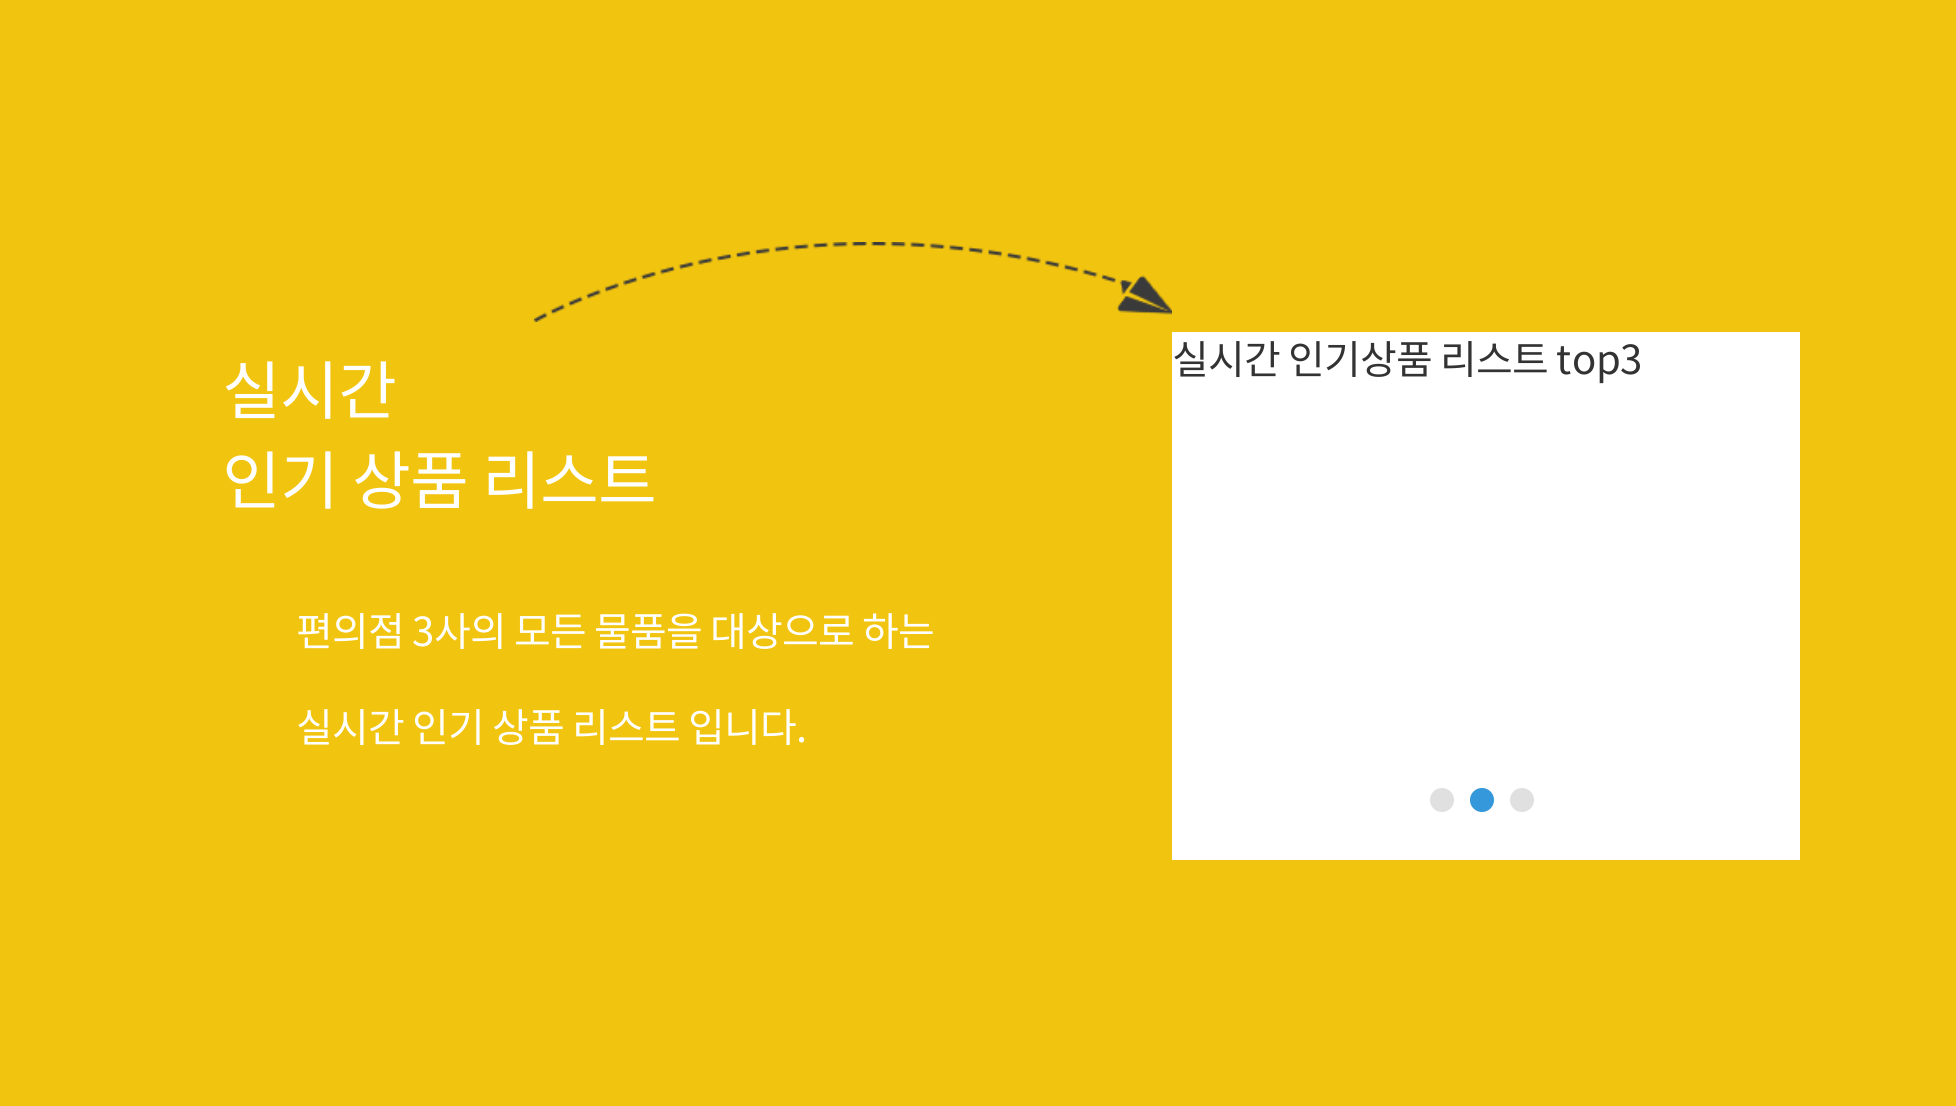 실시간
인기 상품 리스트
편의점 3사의 모든 물품을 대상으로 하는
실시간 인기 상품 리스트 입니다.
실시간 인기상품 리스트 top3